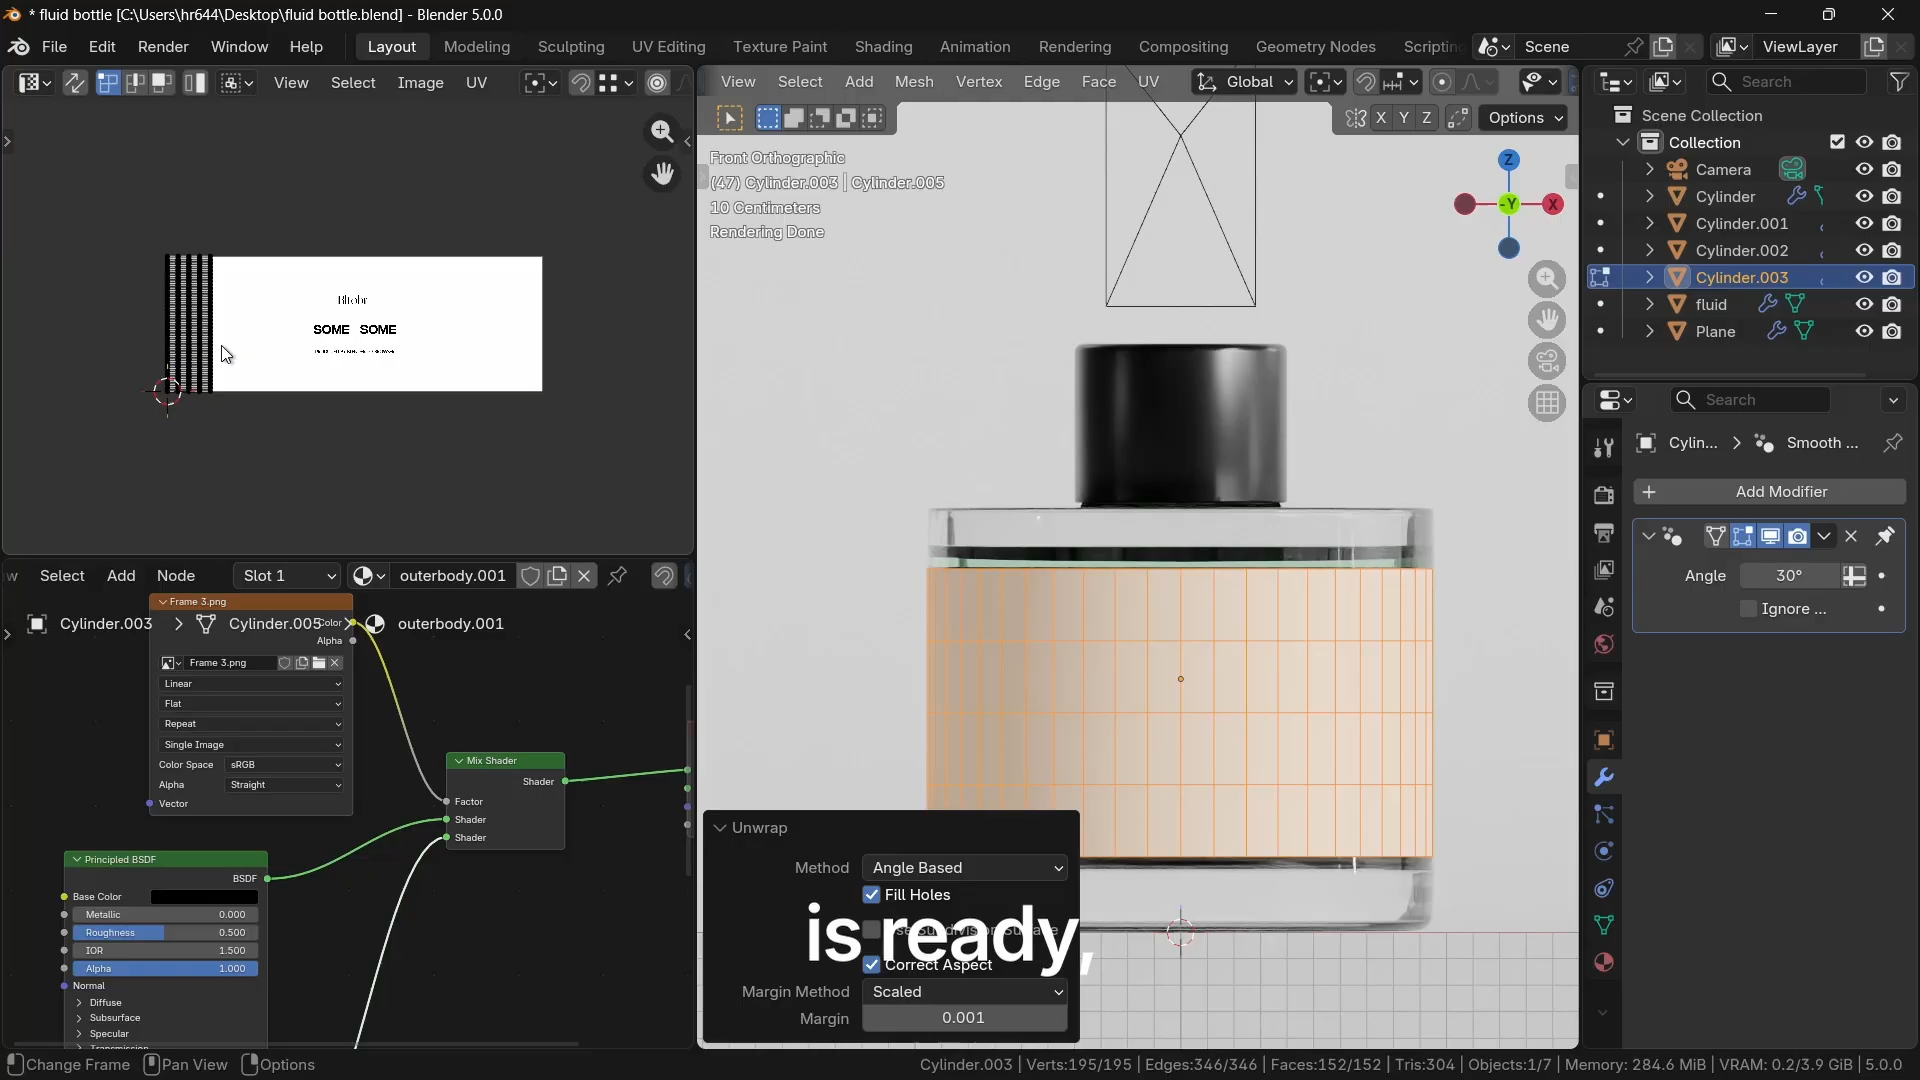 * fluid bottle [C:\Users\hr644\Desktop\fluid bottle.blend] - Blender 5.0.0
File Edit Render Window Help
Layout Modeling Sculpting UV Editing Texture Paint Shading Animation Rendering Compositing Geometry Nodes Scripting
Scene ViewLayer
View Select Image UV
View Select Add Mesh Vertex Edge Face UV Global
Search
X Y Z Options
Front Orthographic
(47) Cylinder.003 | Cylinder.005
10 Centimeters
Rendering Done
Z
-Y X
Scene Collection
Collection
Camera
Cylinder
Cylinder.001
Cylinder.002
Cylinder.003
fluid
Plane
SOME SOME
Search
Cylin... > Smooth ...
Add Modifier
Angle 30°
Ignore ...
w Select Add Node Slot 1 outerbody.001
Frame 3.png
Cylinder.003 > Cylinder.005 outerbody.001
Color
Alpha
Frame 3.png
Linear
Flat
Repeat
Single Image
Color Space sRGB
Alpha Straight
Vector
Mix Shader
Shader
Factor
Shader
Shader
Principled BSDF
BSDF
Base Color
Metallic 0.000
Roughness 0.500
IOR 1.500
Alpha 1.000
Normal
Diffuse
Subsurface
Specular
Transmission
Unwrap
Method Angle Based
Fill Holes
Use Subdivision Surface
is ready,
Correct Aspect
Margin Method Scaled
Margin 0.001
Change Frame Pan View Options
Cylinder.003 | Verts:195/195 | Edges:346/346 | Faces:152/152 | Tris:304 | Objects:1/7 | Memory: 284.6 MiB | VRAM: 0.2/3.9 GiB | 5.0.0